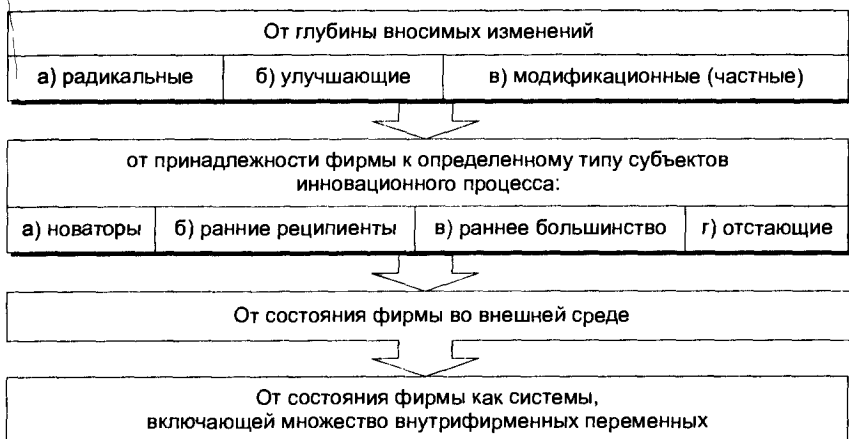 От глубины вносимых изменений
а) радикальные б) улучшающие в) модификационные (частные)
от принадлежности фирмы к определенному типу субъектов
инновационного процесса:
а) новаторы б) ранние реципиенты в) раннее большинство г) отстающие
От состояния фирмы во внешней среде
От состояния фирмы как системы,
включающей множество внутрифирменных переменных